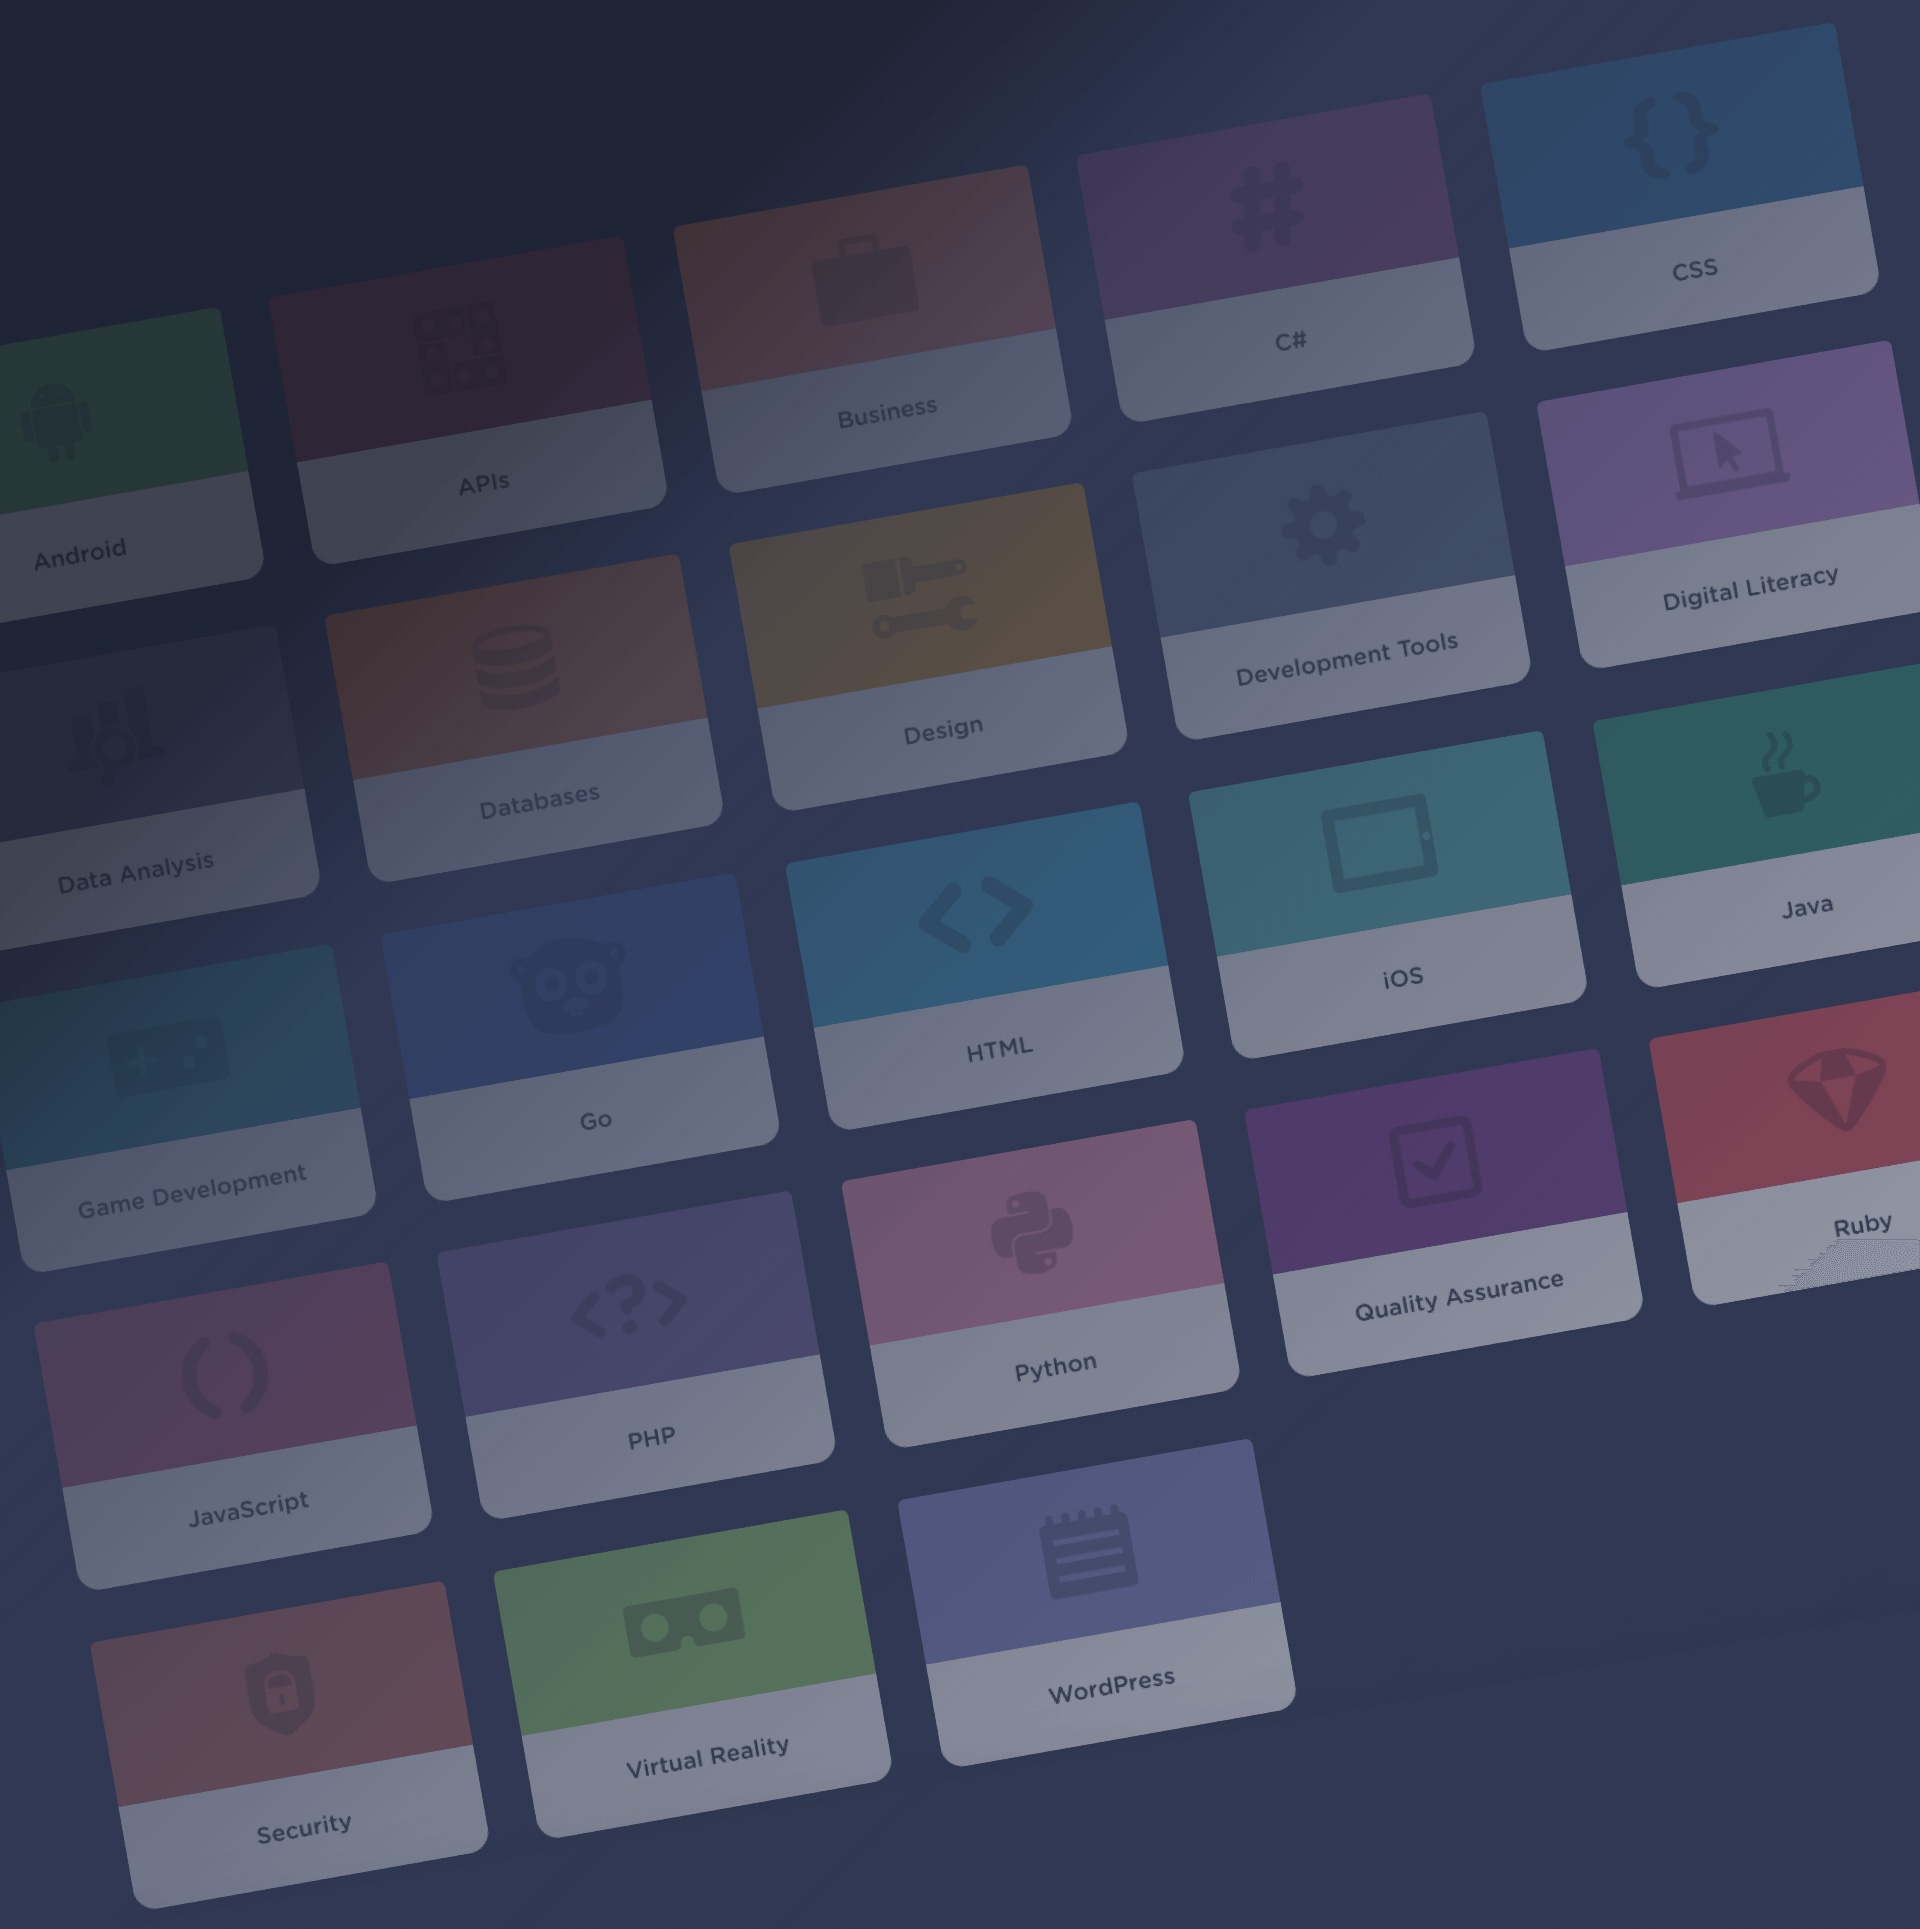 Android
APIs
Business
C#
CSS
Data Analysis
Databases
Design
Development Tools
Digital Literacy
Game Development
Go
HTML
iOS
Java
JavaScript
PHP
Python
Quality Assurance
Ruby
Security
Virtual Reality
WordPress